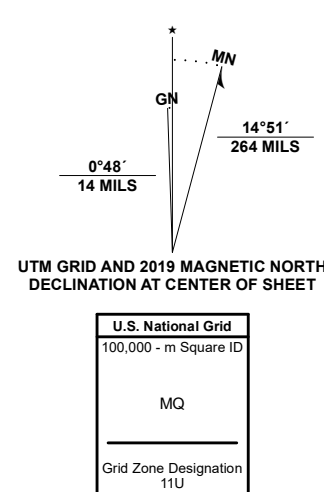 ★
MN
GN
14°51´
264 MILS
0°48´
14 MILS
UTM GRID AND 2019 MAGNETIC NORTH
DECLINATION AT CENTER OF SHEET
U.S. National Grid
100,000 - m Square ID
MQ
Grid Zone Designation
11U